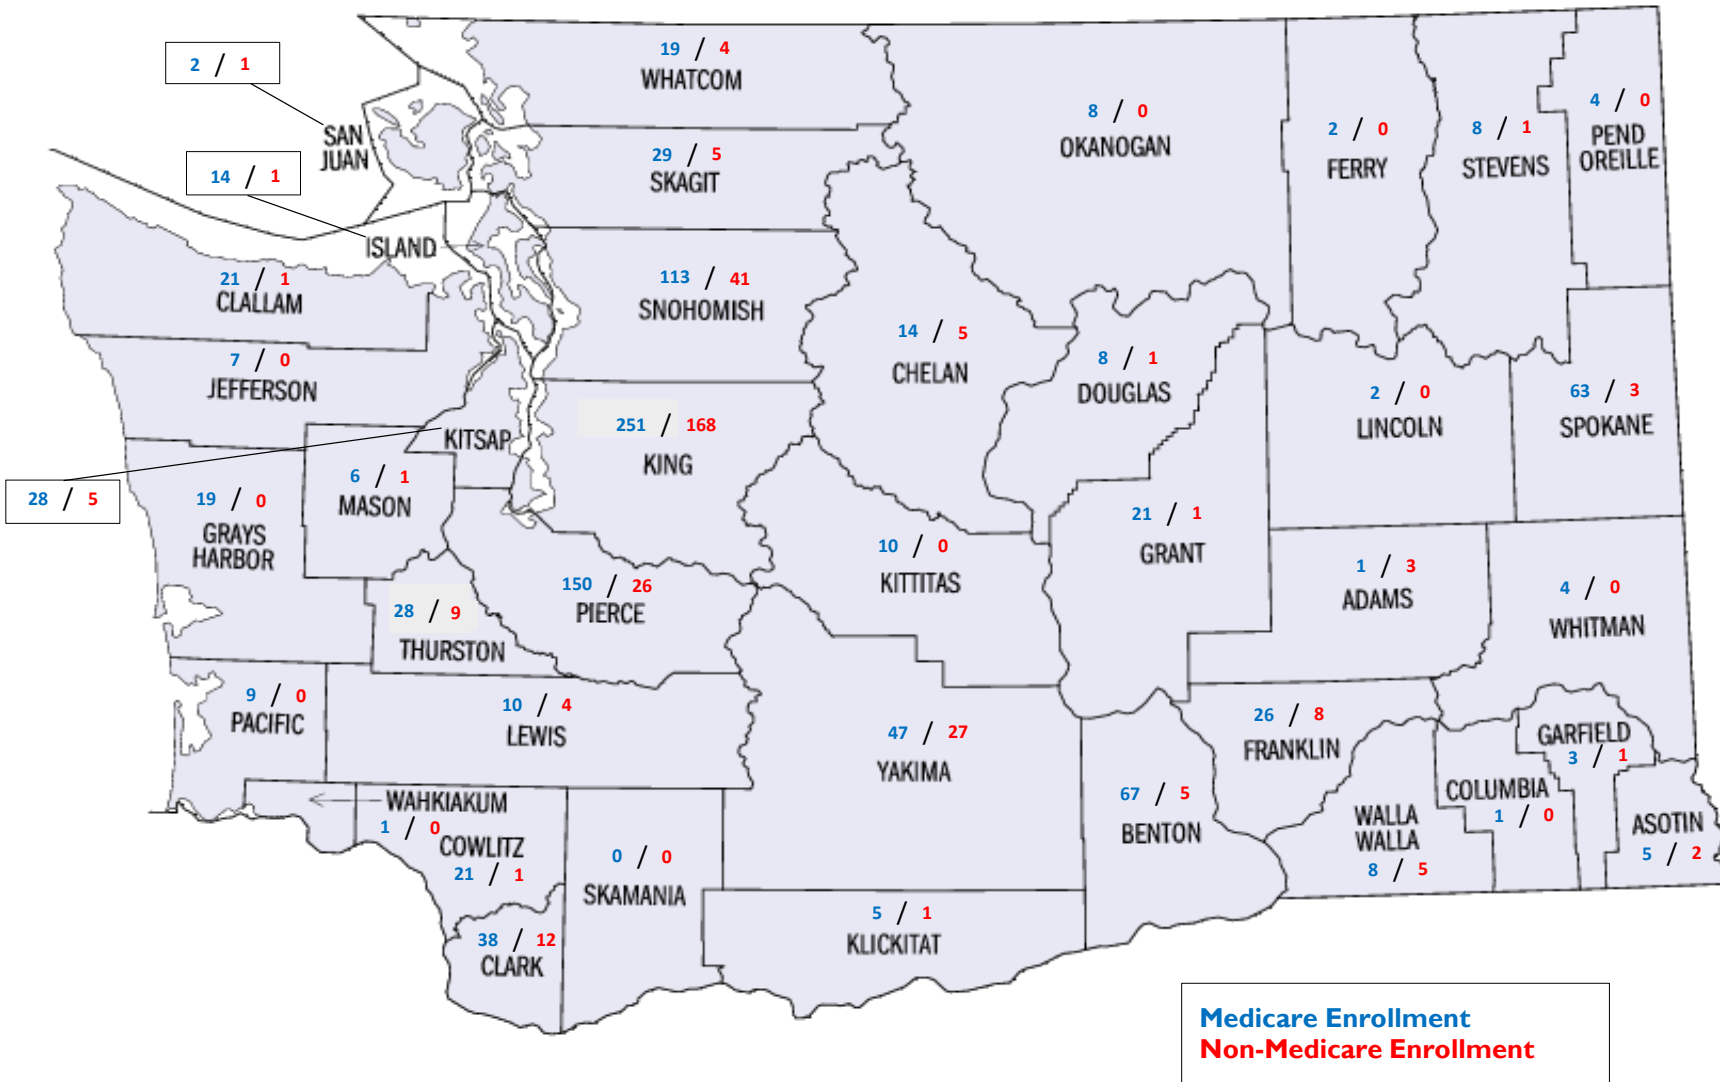 19 / 4
WHATCOM
2 / 1
SAN
JUAN
8 / 0
OKANOGAN
2 / 0
FERRY
8 / 1
STEVENS
4 / 0
PEND
OREILLE
29 / 5
SKAGIT
14 / 1
ISLAND
21 / 1
CLALLAM
113 / 41
SNOHOMISH
14 / 5
CHELAN
8 / 1
DOUGLAS
7 / 0
JEFFERSON
2 / 0
LINCOLN
63 / 3
SPOKANE
251 / 168
KING
KITSAP
28 / 5
6 / 1
MASON
19 / 0
GRAYS
HARBOR
21 / 1
GRANT
10 / 0
KITTITAS
150 / 26
PIERCE
28 / 9
THURSTON
1 / 3
ADAMS
4 / 0
WHITMAN
9 / 0
PACIFIC
10 / 4
LEWIS
47 / 27
YAKIMA
26 / 8
FRANKLIN
GARFIELD
3 / 1
67 / 5
BENTON
WALLA
WALLA
8 / 5
COLUMBIA
1 / 0
ASOTIN
5 / 2
WAHKIAKUM
1 / 0
COWLITZ
21 / 1
0 / 0
SKAMANIA
5 / 1
KLICKITAT
38 / 12
CLARK
Medicare Enrollment
Non-Medicare Enrollment